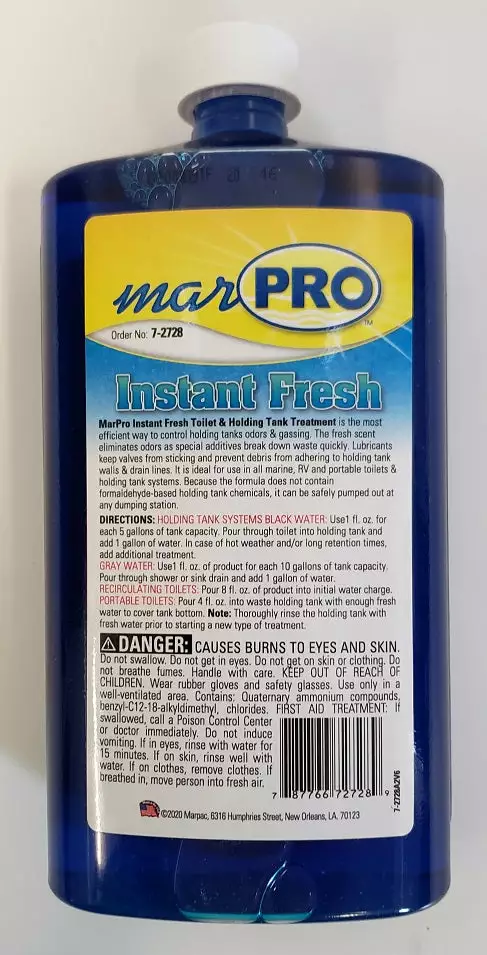 marPRO
TM
Order No: 7-2728
Instant Fresh
MarPro Instant Fresh Toilet & Holding Tank Treatment is the most
efficient way to control holding tanks odors & gassing. The fresh scent
eliminates odors as special additives break down waste quickly. Lubricants
keep valves from sticking and prevent debris from adhering to holding tank
walls & drain lines. It is ideal for use in all marine, RV and portable toilets &
holding tank systems. Because the formula does not contain
formaldehyde-based holding tank chemicals, it can be safely pumped out at
any dumping station.
DIRECTIONS: HOLDING TANK SYSTEMS BLACK WATER: Use1 fl. oz. for
each 5 gallons of tank capacity. Pour through toilet into holding tank and
add 1 gallon of water. In case of hot weather and/or long retention times,
add additional treatment.
GRAY WATER: Use1 fl. oz. of product for each 10 gallons of tank capacity.
Pour through shower or sink drain and add 1 gallon of water.
RECIRCULATING TOILETS: Pour 8 fl. oz. of product into initial water charge.
PORTABLE TOILETS: Pour 4 fl. oz. into waste holding tank with enough fresh
water to cover tank bottom. Note: Thoroughly rinse the holding tank with
fresh water prior to starting a new type of treatment.
DANGER: CAUSES BURNS TO EYES AND SKIN.
Do not swallow. Do not get in eyes. Do not get on skin or clothing. Do
not breathe fumes. Handle with care. KEEP OUT OF REACH OF
CHILDREN. Wear rubber gloves and safety glasses. Use only in a
well-ventilated area. Contains: Quaternary ammonium compounds,
benzyl-C12-18-alkyldimethyl, chlorides. FIRST AID TREATMENT: If
swallowed, call a Poison Control Center
or doctor immediately. Do not induce
vomiting. If in eyes, rinse with water for
15 minutes. If on skin, rinse well with
water. If on clothes, remove clothes. If
breathed in, move person into fresh air.
7 87766 72728 9
7-2728A2V6
©2020 Marpac, 6316 Humphries Street, New Orleans, LA. 70123